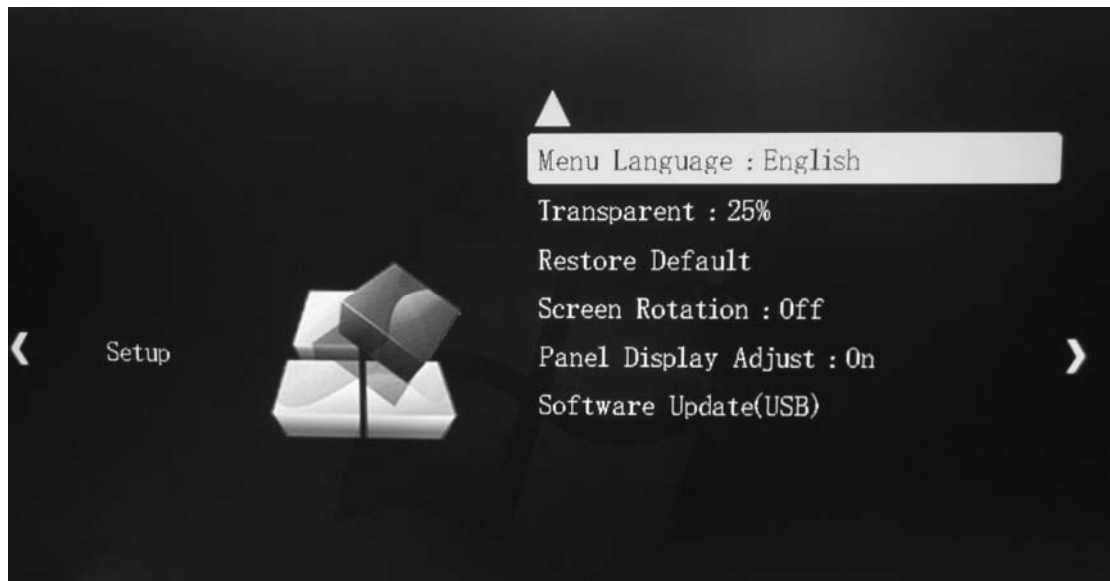 Menu Language : English
Transparent : 25%
Restore Default
Screen Rotation : Off
Setup
Panel Display Adjust : On
Software Update(USB)